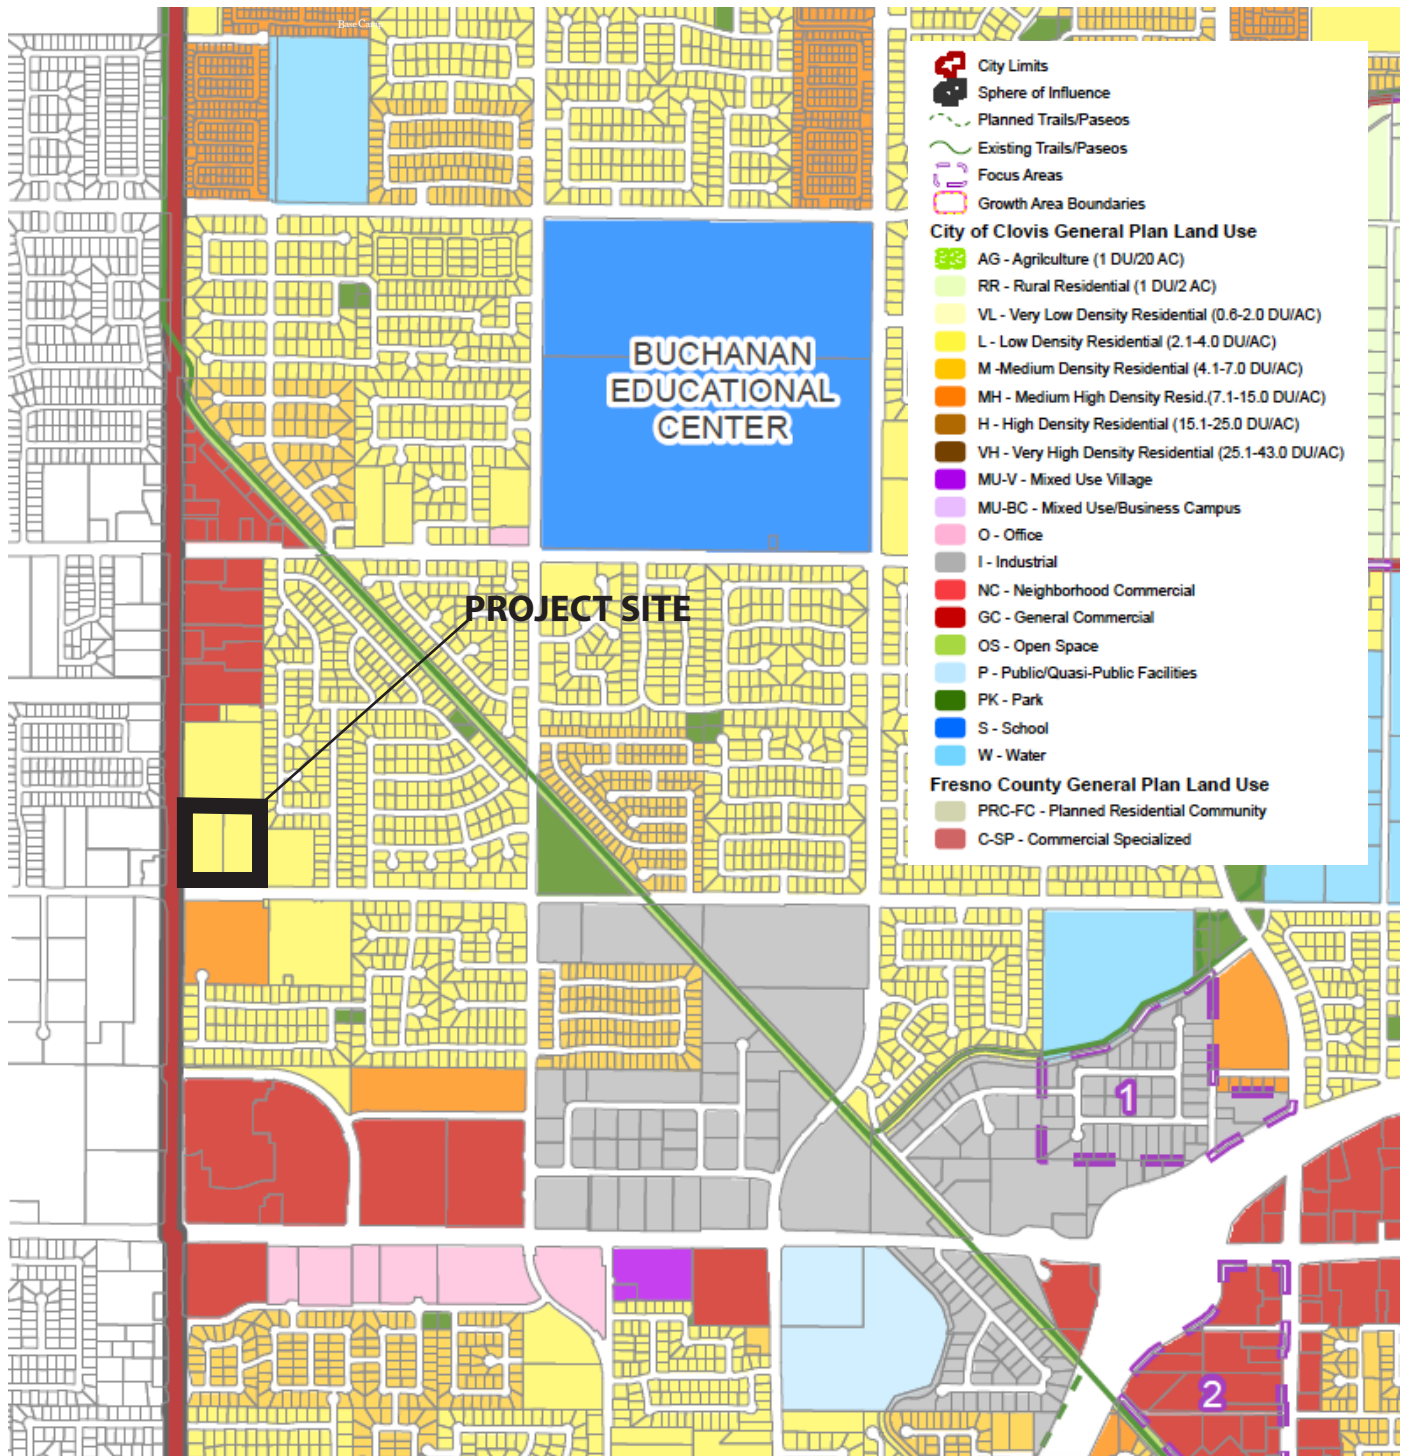 City Limits
Sphere of Influence
Planned Trails/Paseos
Existing Trails/Paseos
Focus Areas
Growth Area Boundaries
City of Clovis General Plan Land Use
AG - Agrilculture (1 DU/20 AC)
RR - Rural Residential (1 DU/2 AC)
VL - Very Low Density Residential (0.6-2.0 DU/AC)
L - Low Density Residential (2.1-4.0 DU/AC)
M -Medium Density Residential (4.1-7.0 DU/AC)
MH - Medium High Density Resid.(7.1-15.0 DU/AC)
H - High Density Residential (15.1-25.0 DU/AC)
VH - Very High Density Residential (25.1-43.0 DU/AC)
MU-V - Mixed Use Village
MU-BC - Mixed Use/Business Campus
O - Office
I - Industrial
NC - Neighborhood Commercial
GC - General Commercial
OS - Open Space
P - Public/Quasi-Public Facilities
PK - Park
S - School
W - Water
Fresno County General Plan Land Use
PRC-FC - Planned Residential Community
C-SP - Commercial Specialized
BUCHANAN
EDUCATIONAL
CENTER
PROJECT SITE
1
2